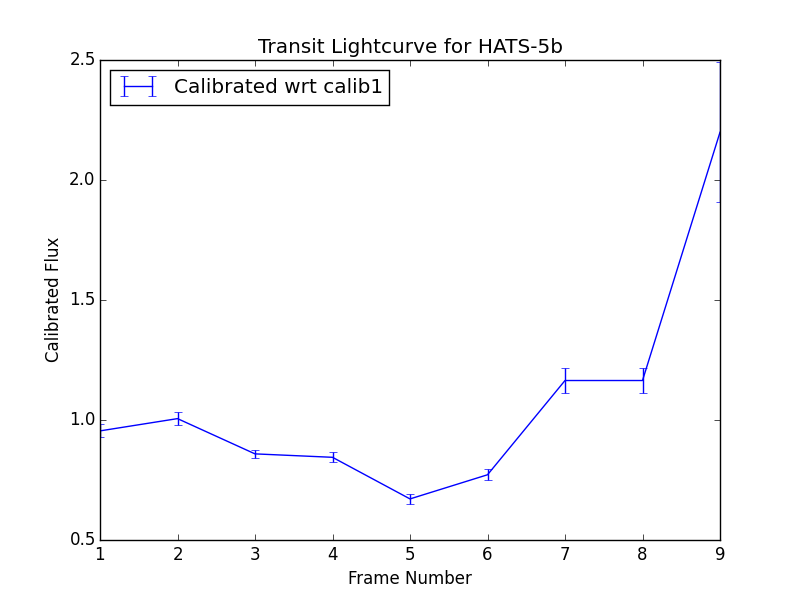 Transit Lightcurve for HATS-5b
Calibrated wrt calib1
2.5
2.0
1.5
1.0
0.5
Calibrated Flux
1 2 3 4 5 6 7 8 9
Frame Number